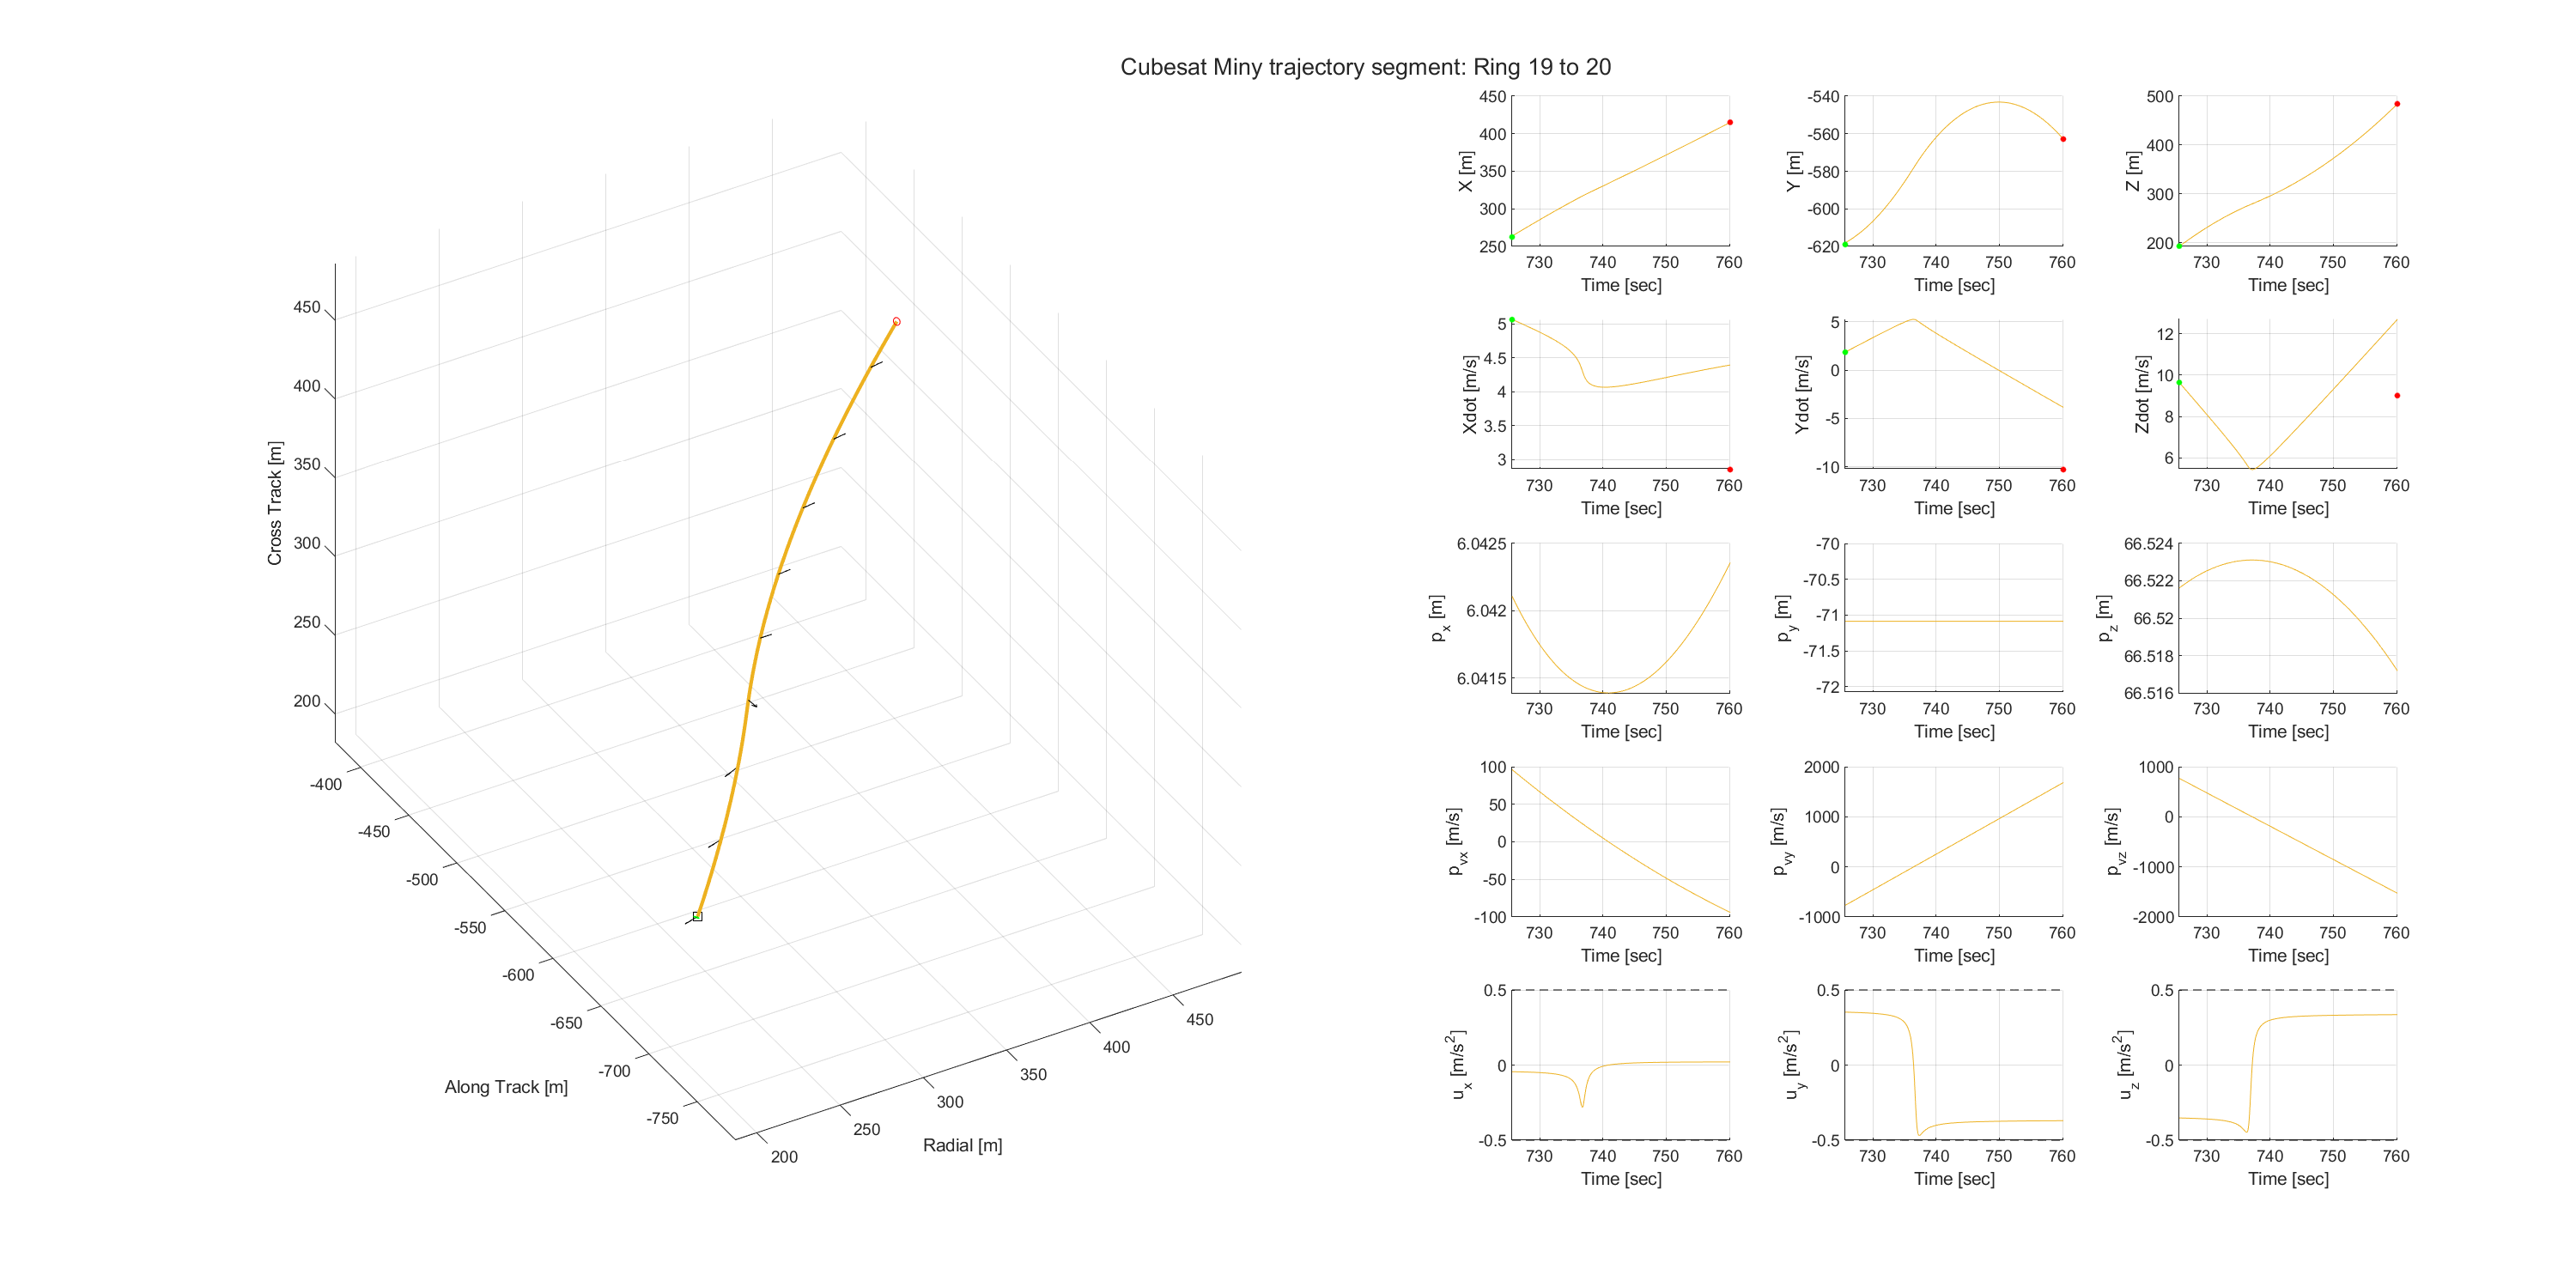 Cubesat Miny trajectory segment: Ring 19 to 20
Cross Track [m]
450
400
350
300
250
200
-400
-450
-500
-550
-600
-650
-700
-750
Along Track [m]
200
250
300
350
400
450
Radial [m]
X [m]
450
400
350
300
250
730 740 750 760
Time [sec]
Y [m]
-540
-560
-580
-600
-620
730 740 750 760
Time [sec]
Z [m]
500
400
300
200
730 740 750 760
Time [sec]
Xdot [m/s]
5
4.5
4
3.5
3
730 740 750 760
Time [sec]
Ydot [m/s]
5
0
-5
-10
730 740 750 760
Time [sec]
Zdot [m/s]
12
10
8
6
730 740 750 760
Time [sec]
p_x [m]
6.0425
6.042
6.0415
730 740 750 760
Time [sec]
p_y [m]
-70
-70.5
-71
-71.5
-72
730 740 750 760
Time [sec]
p_z [m]
66.524
66.522
66.52
66.518
66.516
730 740 750 760
Time [sec]
p_vx [m/s]
100
50
0
-50
-100
730 740 750 760
Time [sec]
p_vy [m/s]
2000
1000
0
-1000
730 740 750 760
Time [sec]
p_vz [m/s]
1000
0
-1000
-2000
730 740 750 760
Time [sec]
u_x [m/s²]
0.5
0
-0.5
730 740 750 760
Time [sec]
u_y [m/s²]
0.5
0
-0.5
730 740 750 760
Time [sec]
u_z [m/s²]
0.5
0
-0.5
730 740 750 760
Time [sec]